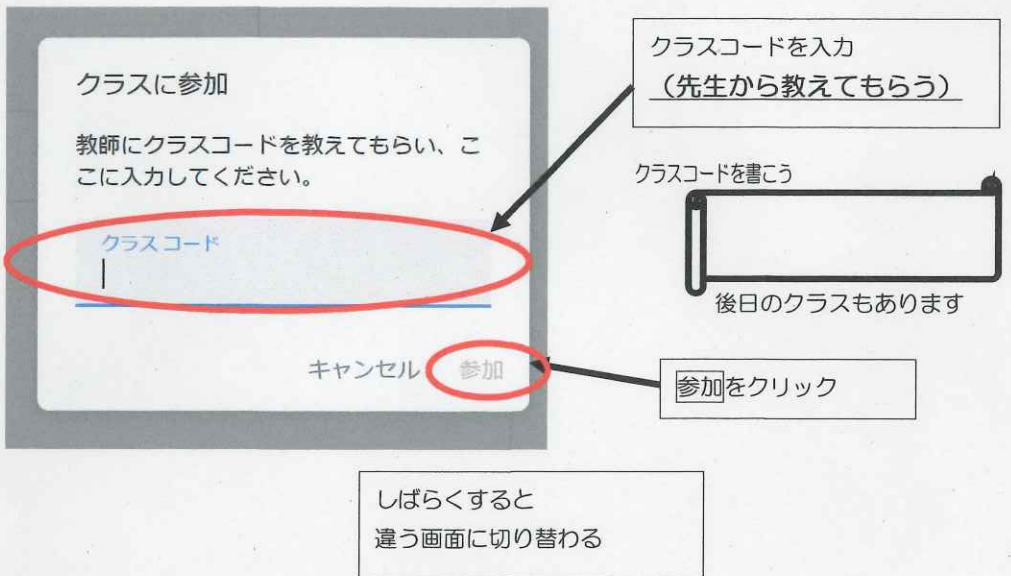 クラスに参加
教師にクラスコードを教えてもらい、こ
こに入力してください。
クラス コード
キャンセル
参加
クラスコードを入力
（先生から教えてもらう）
クラスコードを書こう
後日のクラスもあります
参加をクリック
しばらくすると
違う画面に切り替わる